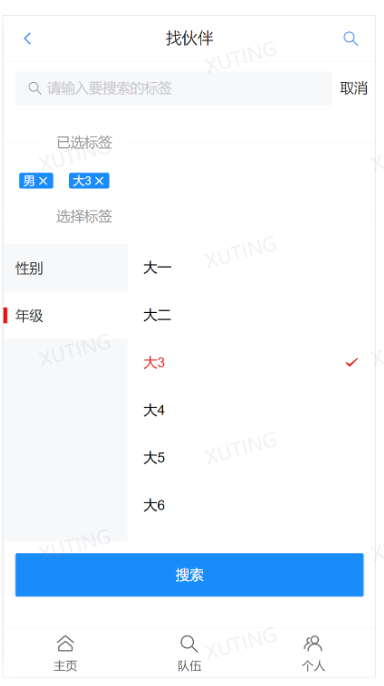 找伙伴
请输入要搜索的标签 取消
已选标签
男 大3
选择标签
性别 大一
年级 大二
大3
大4
大5
大6
搜索
主页 队伍 个人
XUTING
XUTING
XUTING
XUTING
XUTING
XUTING
XUTING